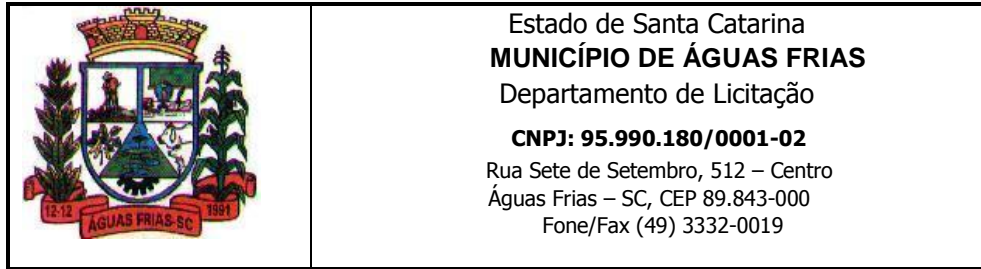 Estado de Santa Catarina
MUNICÍPIO DE ÁGUAS FRIAS
Departamento de Licitação
CNPJ: 95.990.180/0001-02
Rua Sete de Setembro, 512 – Centro
Águas Frias – SC, CEP 89.843-000
Fone/Fax (49) 3332-0019
12-12
ÁGUAS FRIAS-SC
1991